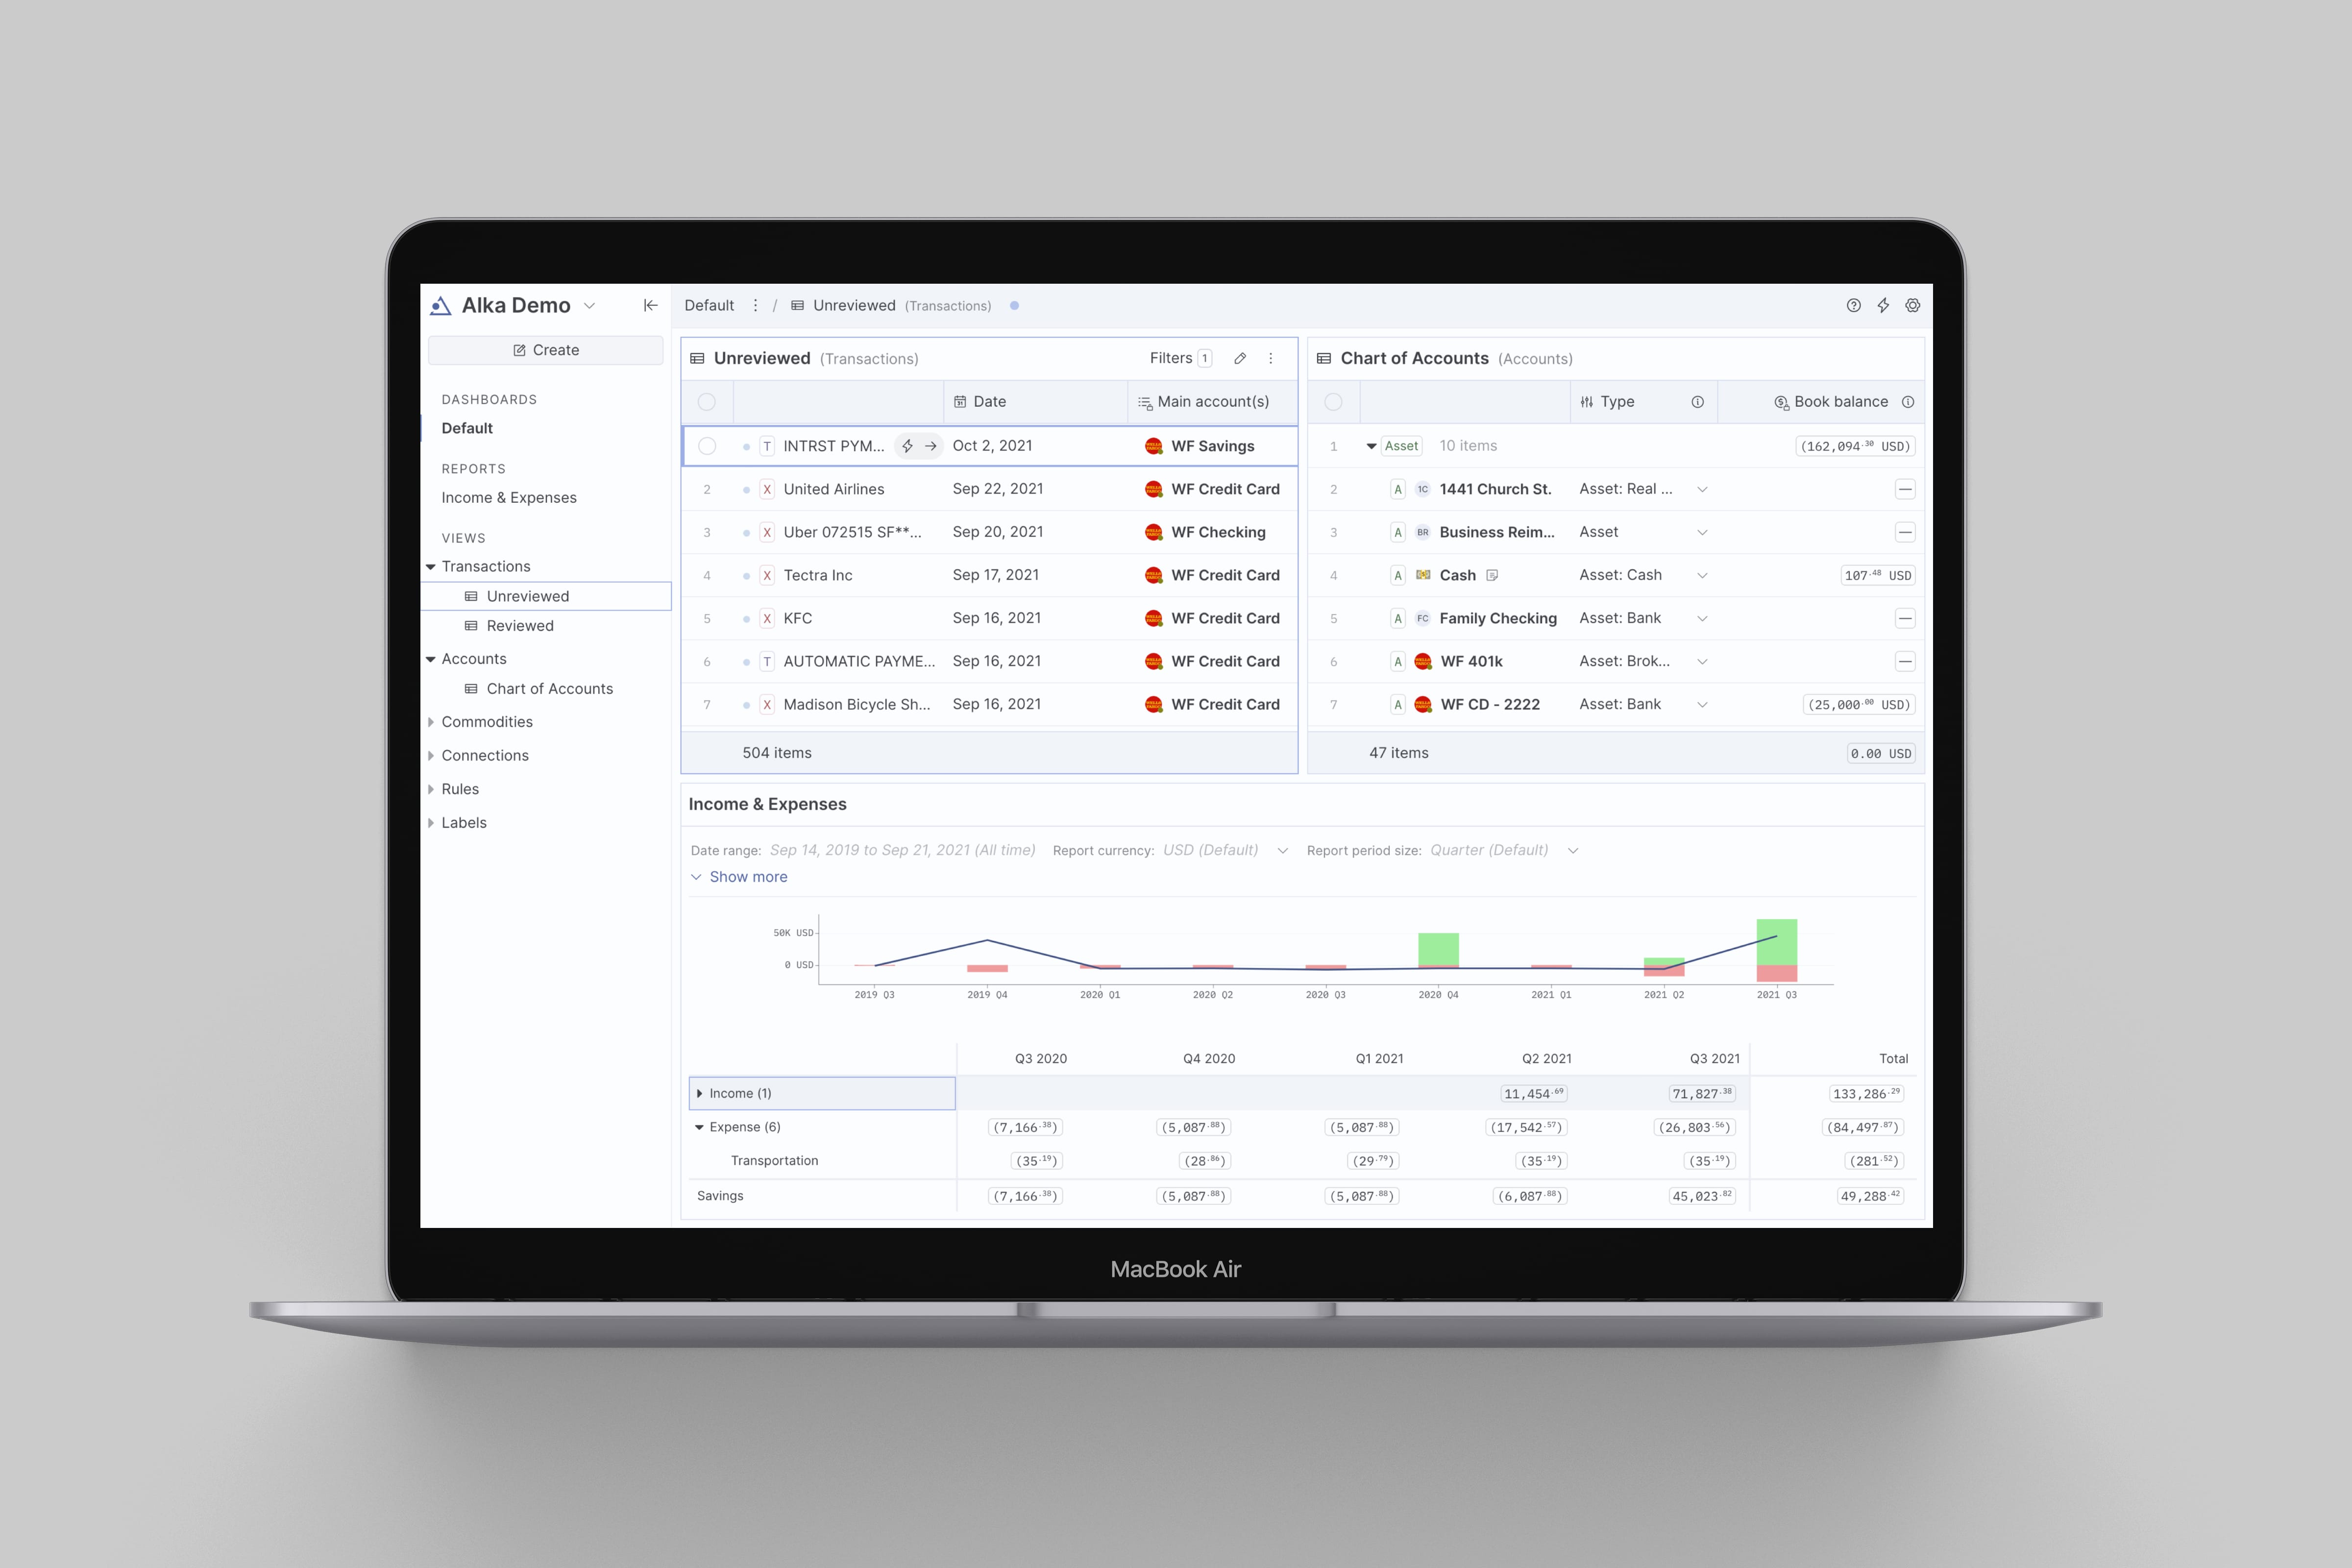 Alka Demo
Create
DASHBOARDS
Default
REPORTS
Income & Expenses
VIEWS
Transactions
Unreviewed
Reviewed
Accounts
Chart of Accounts
Commodities
Connections
Rules
Labels
Default / Unreviewed (Transactions)
Unreviewed (Transactions) Filters 1
Date Main account(s)
T INTRST PYM... Oct 2, 2021 WF Savings
2 X United Airlines Sep 22, 2021 WF Credit Card
3 X Uber 072515 SF**... Sep 20, 2021 WF Checking
4 X Tectra Inc Sep 17, 2021 WF Credit Card
5 X KFC Sep 16, 2021 WF Credit Card
6 T AUTOMATIC PAYME... Sep 16, 2021 WF Credit Card
7 X Madison Bicycle Sh... Sep 16, 2021 WF Credit Card
504 items
Chart of Accounts (Accounts)
Type Book balance
1 Asset 10 items (162,094.30 USD)
2 A 1C 1441 Church St. Asset: Real ... —
3 A BR Business Reim... Asset —
4 A Cash Asset: Cash 107.48 USD
5 A FC Family Checking Asset: Bank —
6 A WF 401k Asset: Brok... —
7 A WF CD - 2222 Asset: Bank (25,000.00 USD)
47 items 0.00 USD
Income & Expenses
Date range: Sep 14, 2019 to Sep 21, 2021 (All time) Report currency: USD (Default) Report period size: Quarter (Default)
Show more
50K USD
0 USD
2019 Q3 2019 Q4 2020 Q1 2020 Q2 2020 Q3 2020 Q4 2021 Q1 2021 Q2 2021 Q3
Q3 2020 Q4 2020 Q1 2021 Q2 2021 Q3 2021 Total
Income (1) 11,454.69 71,827.38 133,286.29
Expense (6) (7,166.38) (5,087.88) (5,087.88) (17,542.57) (26,803.56) (84,497.87)
Transportation (35.19) (28.86) (29.79) (35.19) (35.19) (281.52)
Savings (7,166.38) (5,087.88) (5,087.88) (6,087.88) 45,023.82 49,288.42
MacBook Air